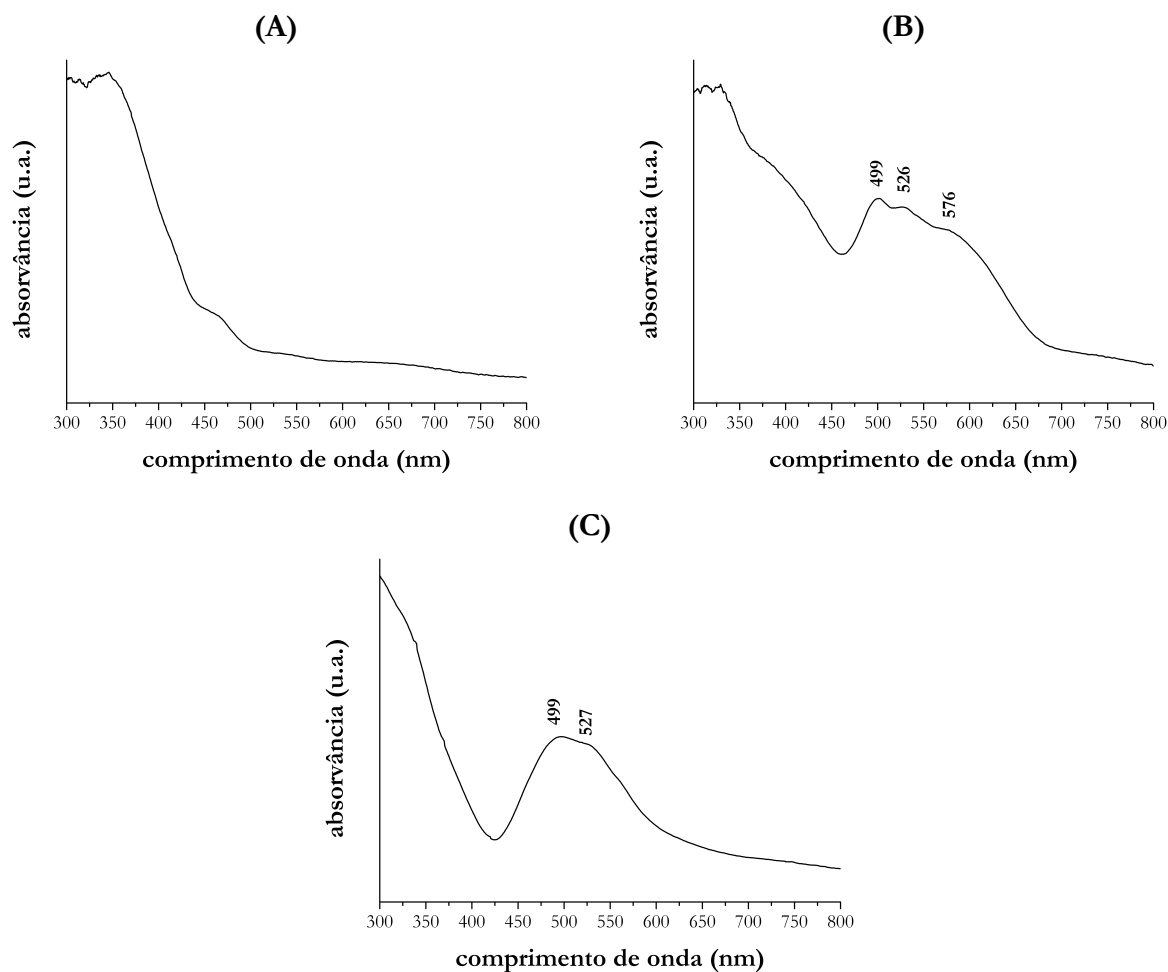 (A)
absorvância (u.a.)
300 350 400 450 500 550 600 650 700 750 800
comprimento de onda (nm)
(B)
absorvância (u.a.)
499 526 576
300 350 400 450 500 550 600 650 700 750 800
comprimento de onda (nm)
(C)
absorvância (u.a.)
499 527
300 350 400 450 500 550 600 650 700 750 800
comprimento de onda (nm)